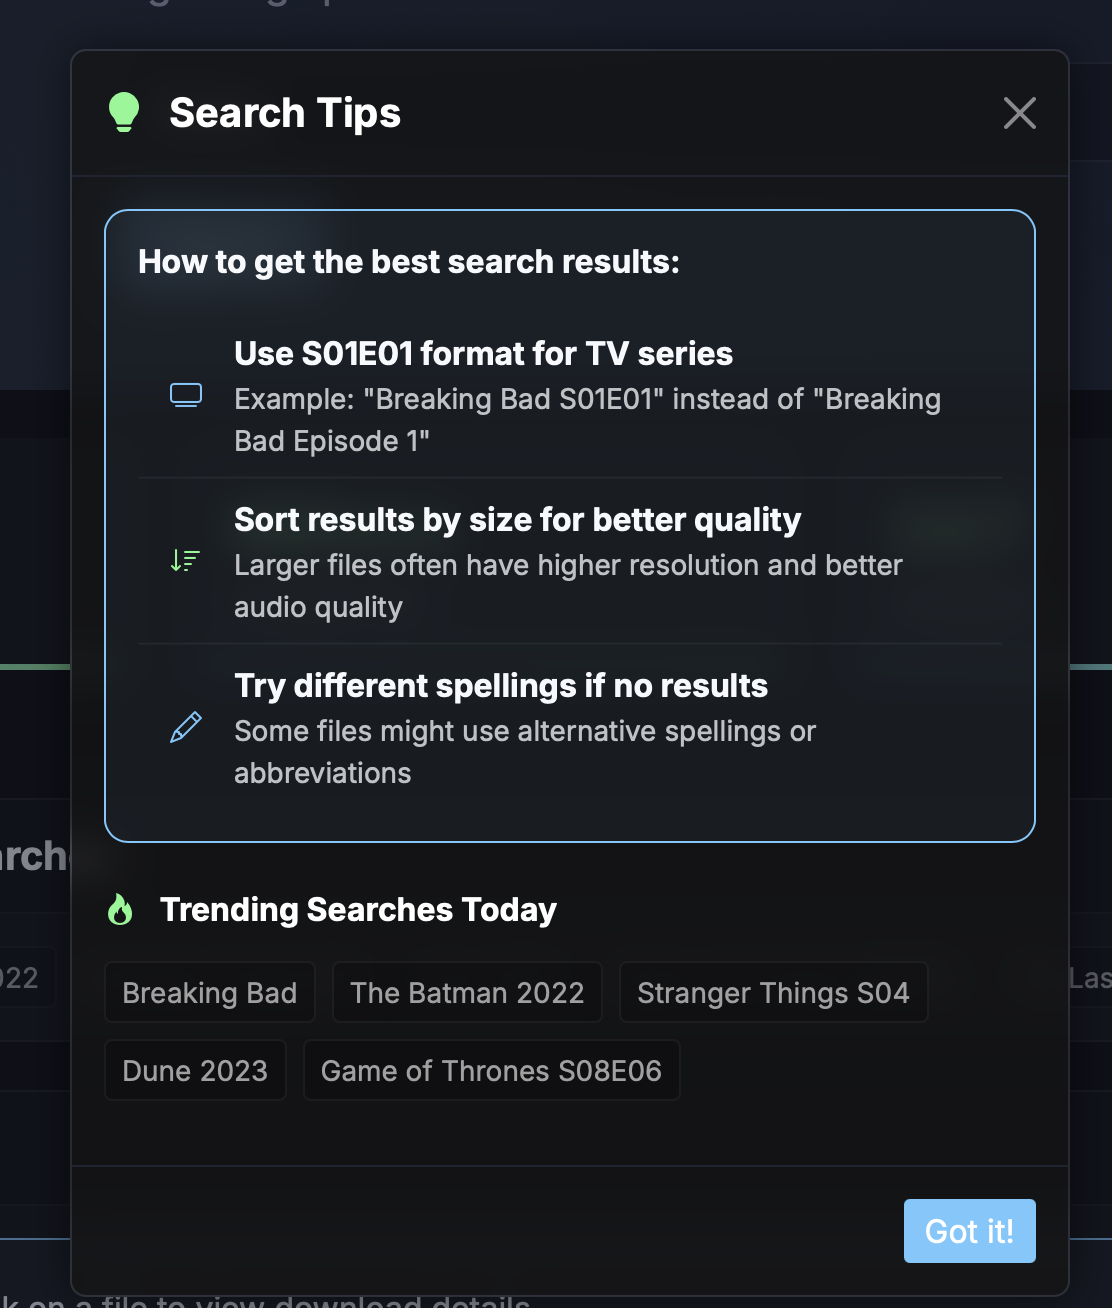 Search Tips
How to get the best search results:
Use S01E01 format for TV series
Example: "Breaking Bad S01E01" instead of "Breaking
Bad Episode 1"
Sort results by size for better quality
Larger files often have higher resolution and better
audio quality
Try different spellings if no results
Some files might use alternative spellings or
abbreviations
Trending Searches Today
Breaking Bad
The Batman 2022
Stranger Things S04
Dune 2023
Game of Thrones S08E06
Got it!
on a file to view download details